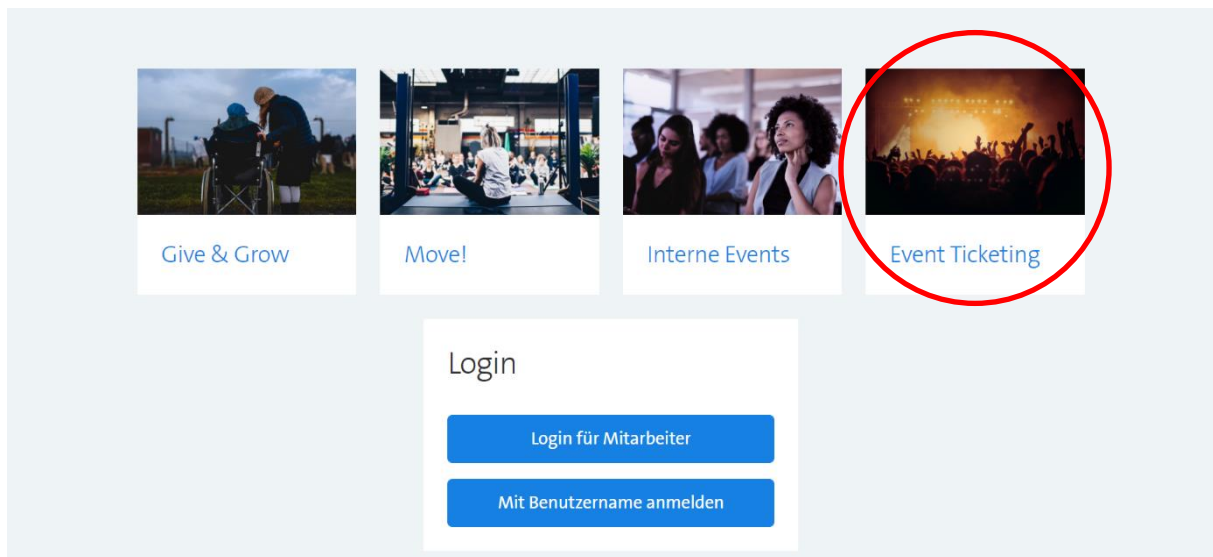 Give & Grow
Move!
Interne Events
Event Ticketing
Login
Login für Mitarbeiter
Mit Benutzername anmelden